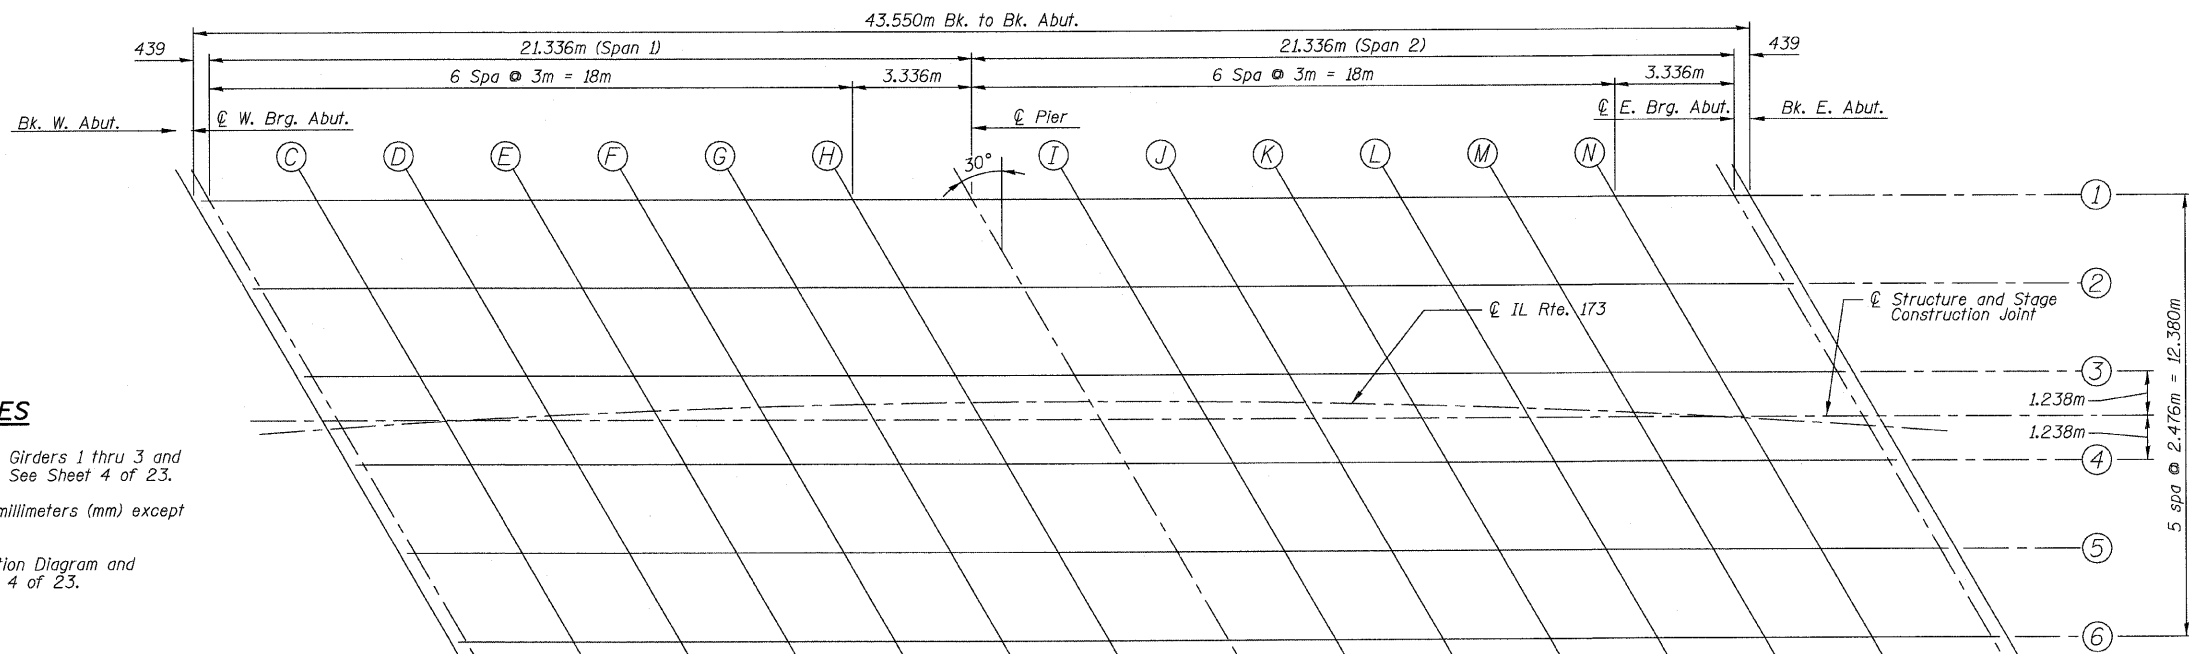 43.550m Bk. to Bk. Abut.
439
21.336m (Span 1)
21.336m (Span 2)
439
6 Spa @ 3m = 18m
3.336m
6 Spa @ 3m = 18m
3.336m
Bk. W. Abut.
℄ W. Brg. Abut.
℄ Pier
℄ E. Brg. Abut.
Bk. E. Abut.
C
D
E
F
G
H
30°
I
J
K
L
M
N
1
2
℄ IL Rte. 173
℄ Structure and Stage
Construction Joint
3
1.238m
1.238m
5 spa @ 2.476m = 12.380m
4
5
6
ES
Girders 1 thru 3 and
See Sheet 4 of 23.
millimeters (mm) except
tion Diagram and
4 of 23.